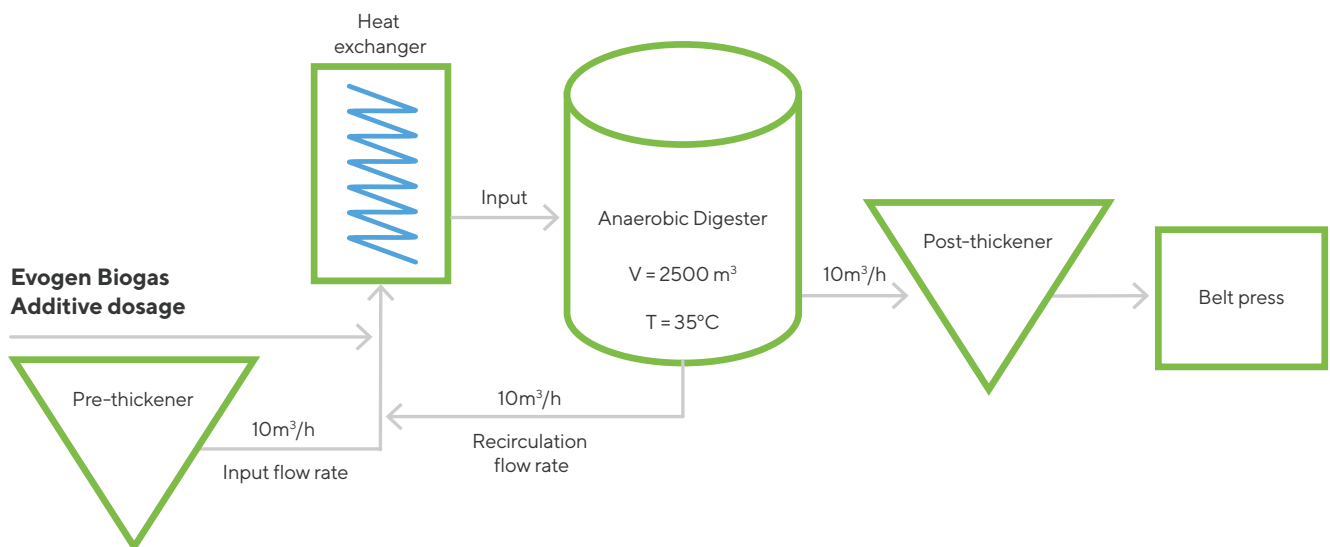 Heat
exchanger
Input
Anaerobic Digester
V = 2500 m³
T = 35°C
10m³/h
Post-thickener
Belt press
Evogen Biogas
Additive dosage
Pre-thickener
10m³/h
Input flow rate
10m³/h
Recirculation
flow rate